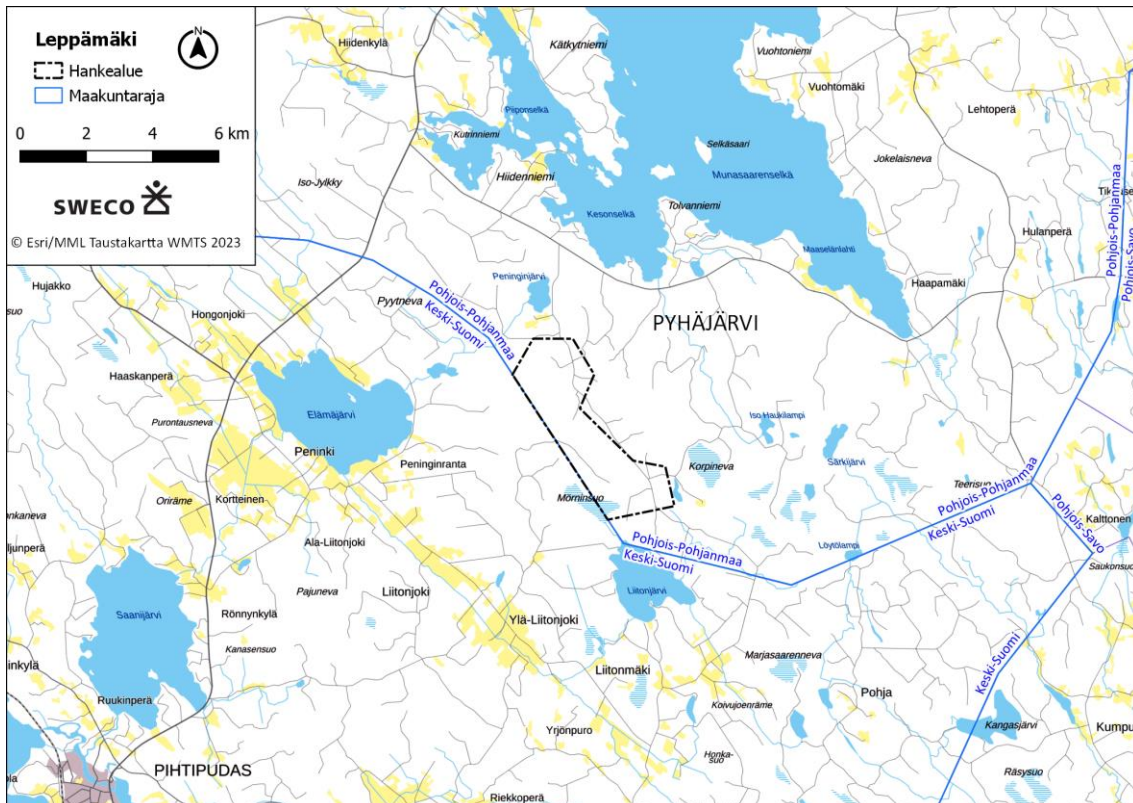 Leppämäki
N
Hankealue
Maakuntaraja
0 2 4 6 km
SWECO
© Esri/MML Taustakartta WMTS 2023
Hiidenkylä
Kätkytniemi
Vuohtoniemi
Vuohtomäki
Lehtoperä
Piiponselkä
Kutrinniemi
Selkäsaari
Jokelaisneva
Iso-Jylkky
Hiidenniemi
Munasaarenselkä
Tolvanniemi
Kesonselkä
Hulanperä
Maaselänlahti
Pohjois-Pohjanmaa
Pohjois-Savo
Hujakko
Peninginjärvi
Haapamäki
Pyytneva
Pohjois-Pohjanmaa
Keski-Suomi
Hongonjoki
PYHÄJÄRVI
Haaskanperä
Elämäjärvi
Purontausneva
Iso Haukilampi
Peninki
Peninginranta
Korpineva
Särkijärvi
Oriräme
Kortteinen
Mörninsuo
Teerisuo
Pohjois-Pohjanmaa
Keski-Suomi
Kalttonen
Ala-Liitonjoki
Pohjois-Pohjanmaa
Keski-Suomi
Löytölampi
Pohjois-Savo
Saukonsuo
Pajuneva
Liitonjoki
Liitonjärvi
Saanijärvi
Rönnynkylä
Ylä-Liitonjoki
Kanasensuo
Marjasaarenneva
Keski-Suomi
Liitonmäki
Pohja
Ruukinperä
Koivujoenräme
Yrjönpuro
Kangasjärvi
Kumpu
Honka-
suo
PIHTIPUDAS
Räsysuo
Riekkoperä